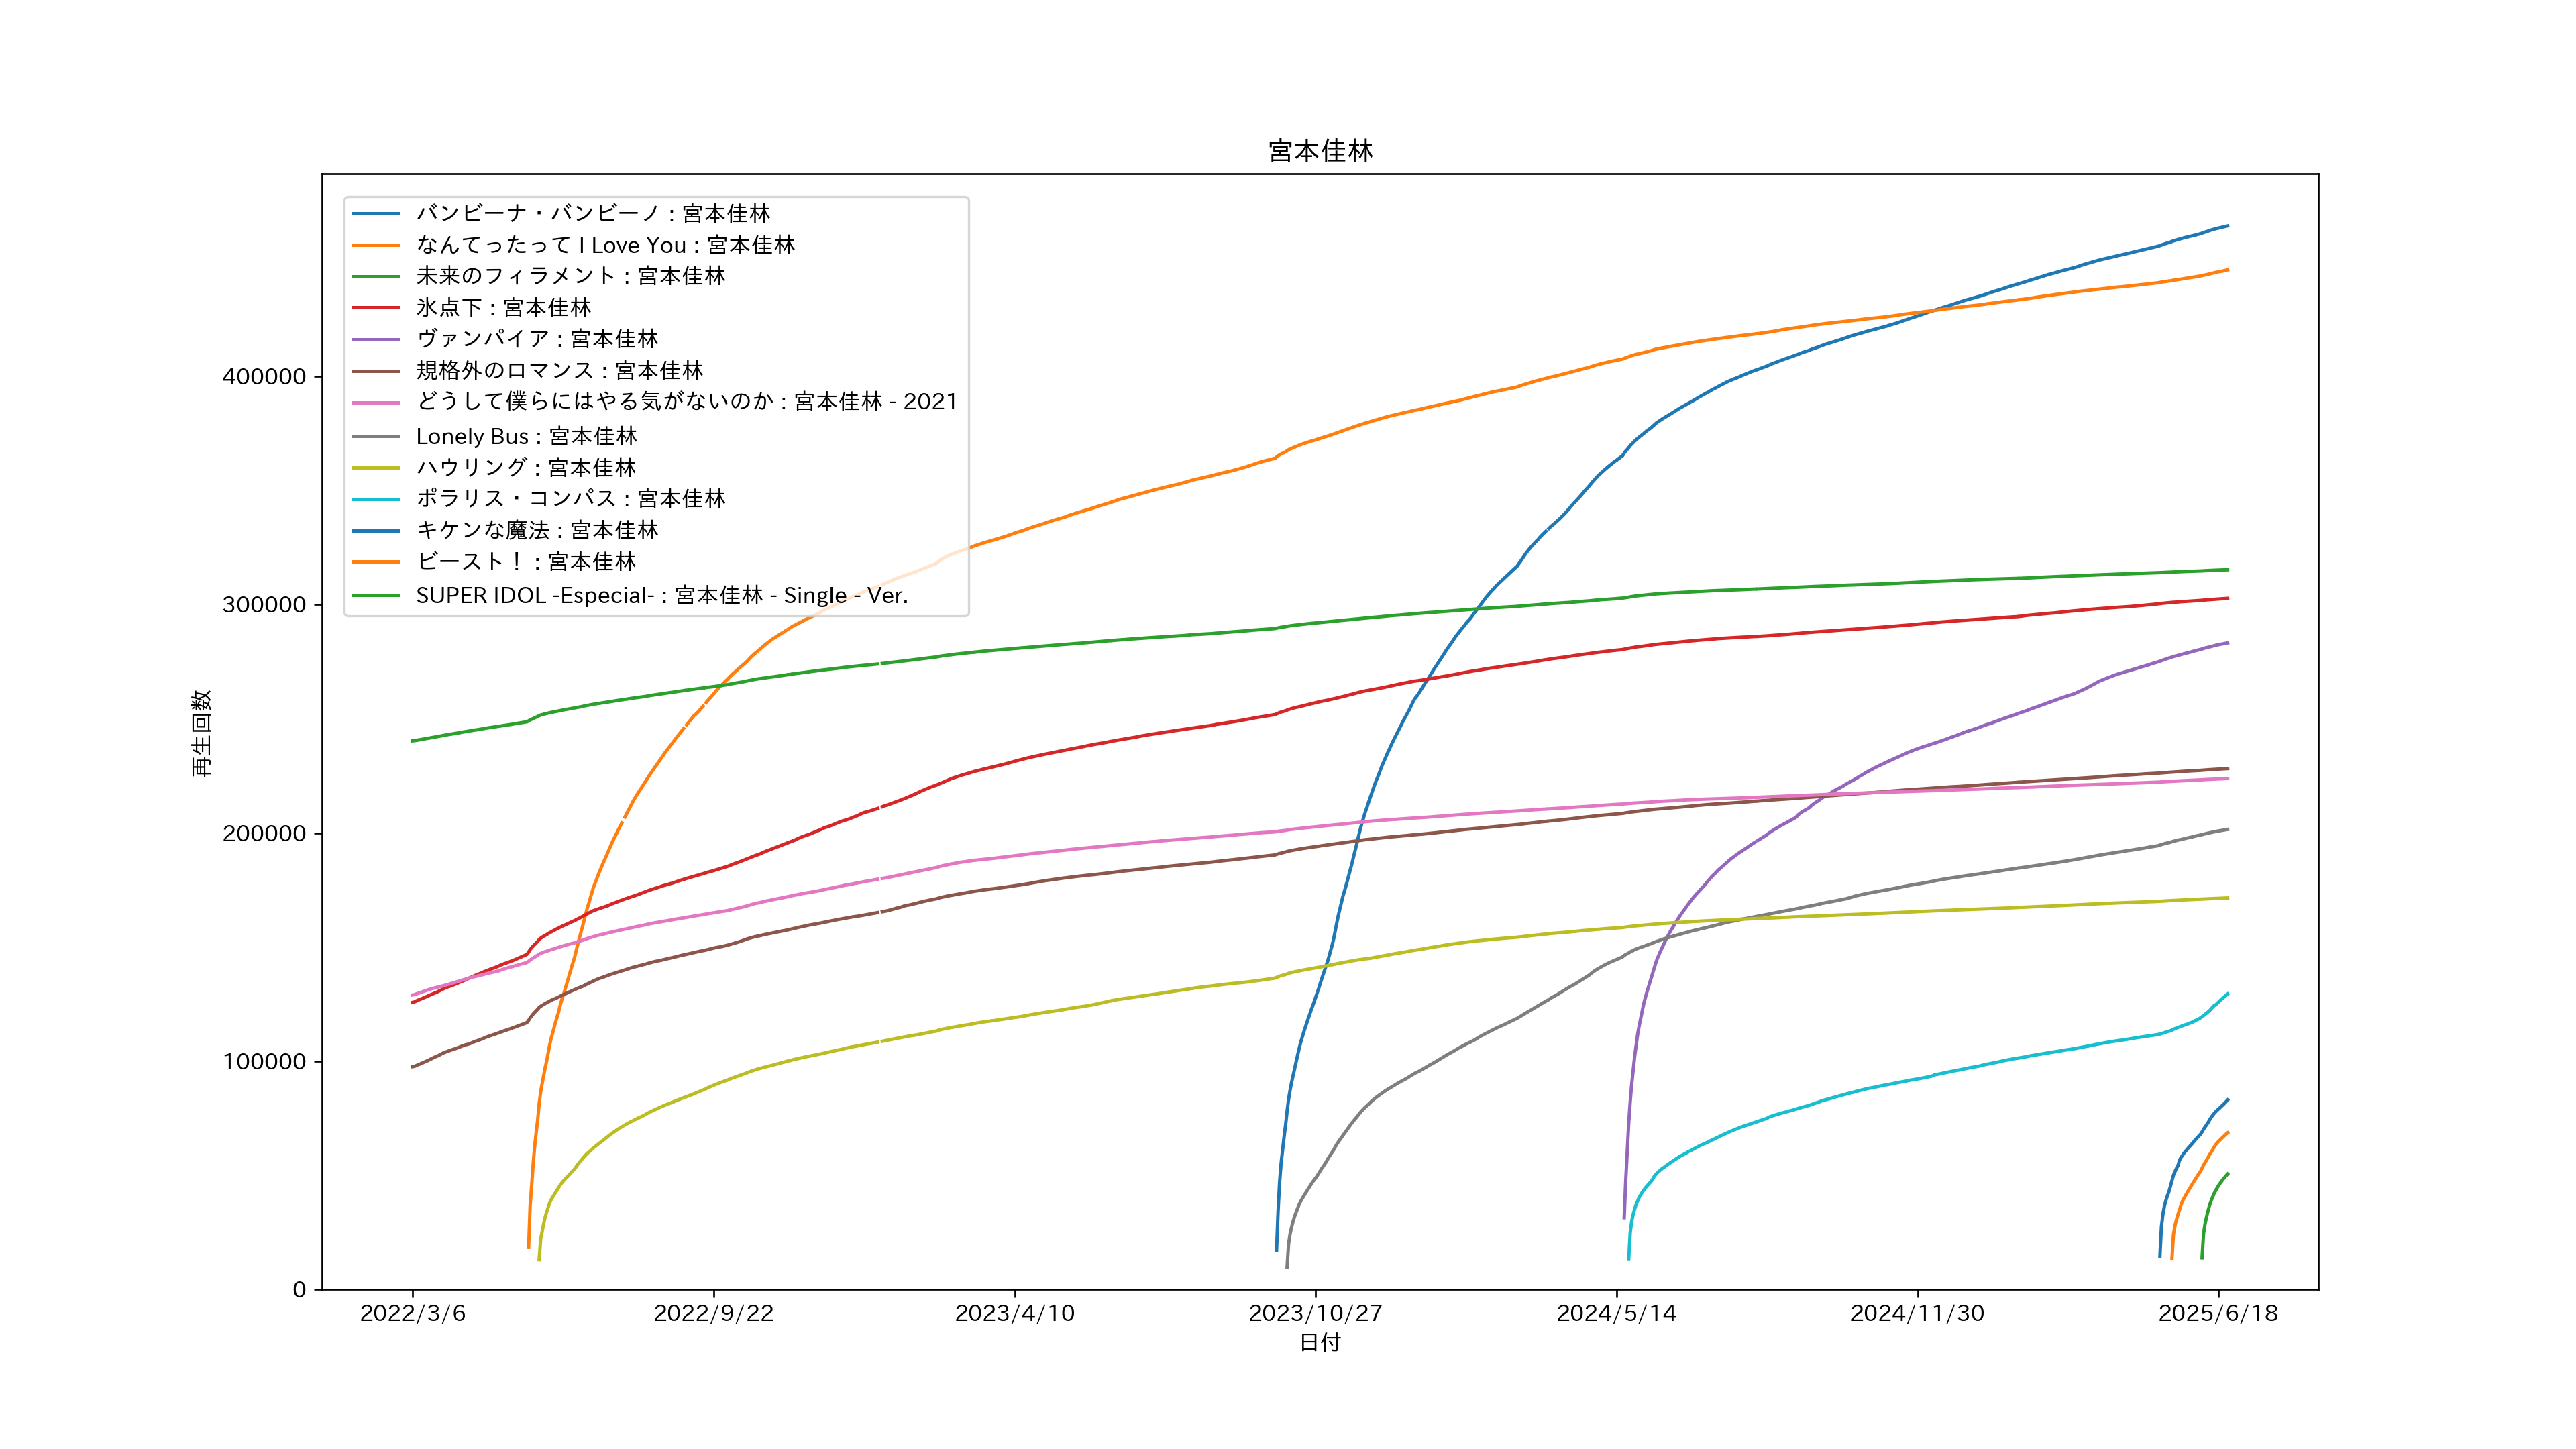 宮本佳林
バンビーナ・バンビーノ : 宮本佳林
なんてったって I Love You : 宮本佳林
未来のフィラメント : 宮本佳林
氷点下 : 宮本佳林
ヴァンパイア : 宮本佳林
規格外のロマンス : 宮本佳林
どうして僕らにはやる気がないのか : 宮本佳林 - 2021
Lonely Bus : 宮本佳林
ハウリング : 宮本佳林
ポラリス・コンパス : 宮本佳林
キケンな魔法 : 宮本佳林
ビースト！ : 宮本佳林
SUPER IDOL -Especial- : 宮本佳林 - Single - Ver.
400000
300000
200000
100000
0
再生回数
2022/3/6 2022/9/22 2023/4/10 2023/10/27 2024/5/14 2024/11/30 2025/6/18
日付